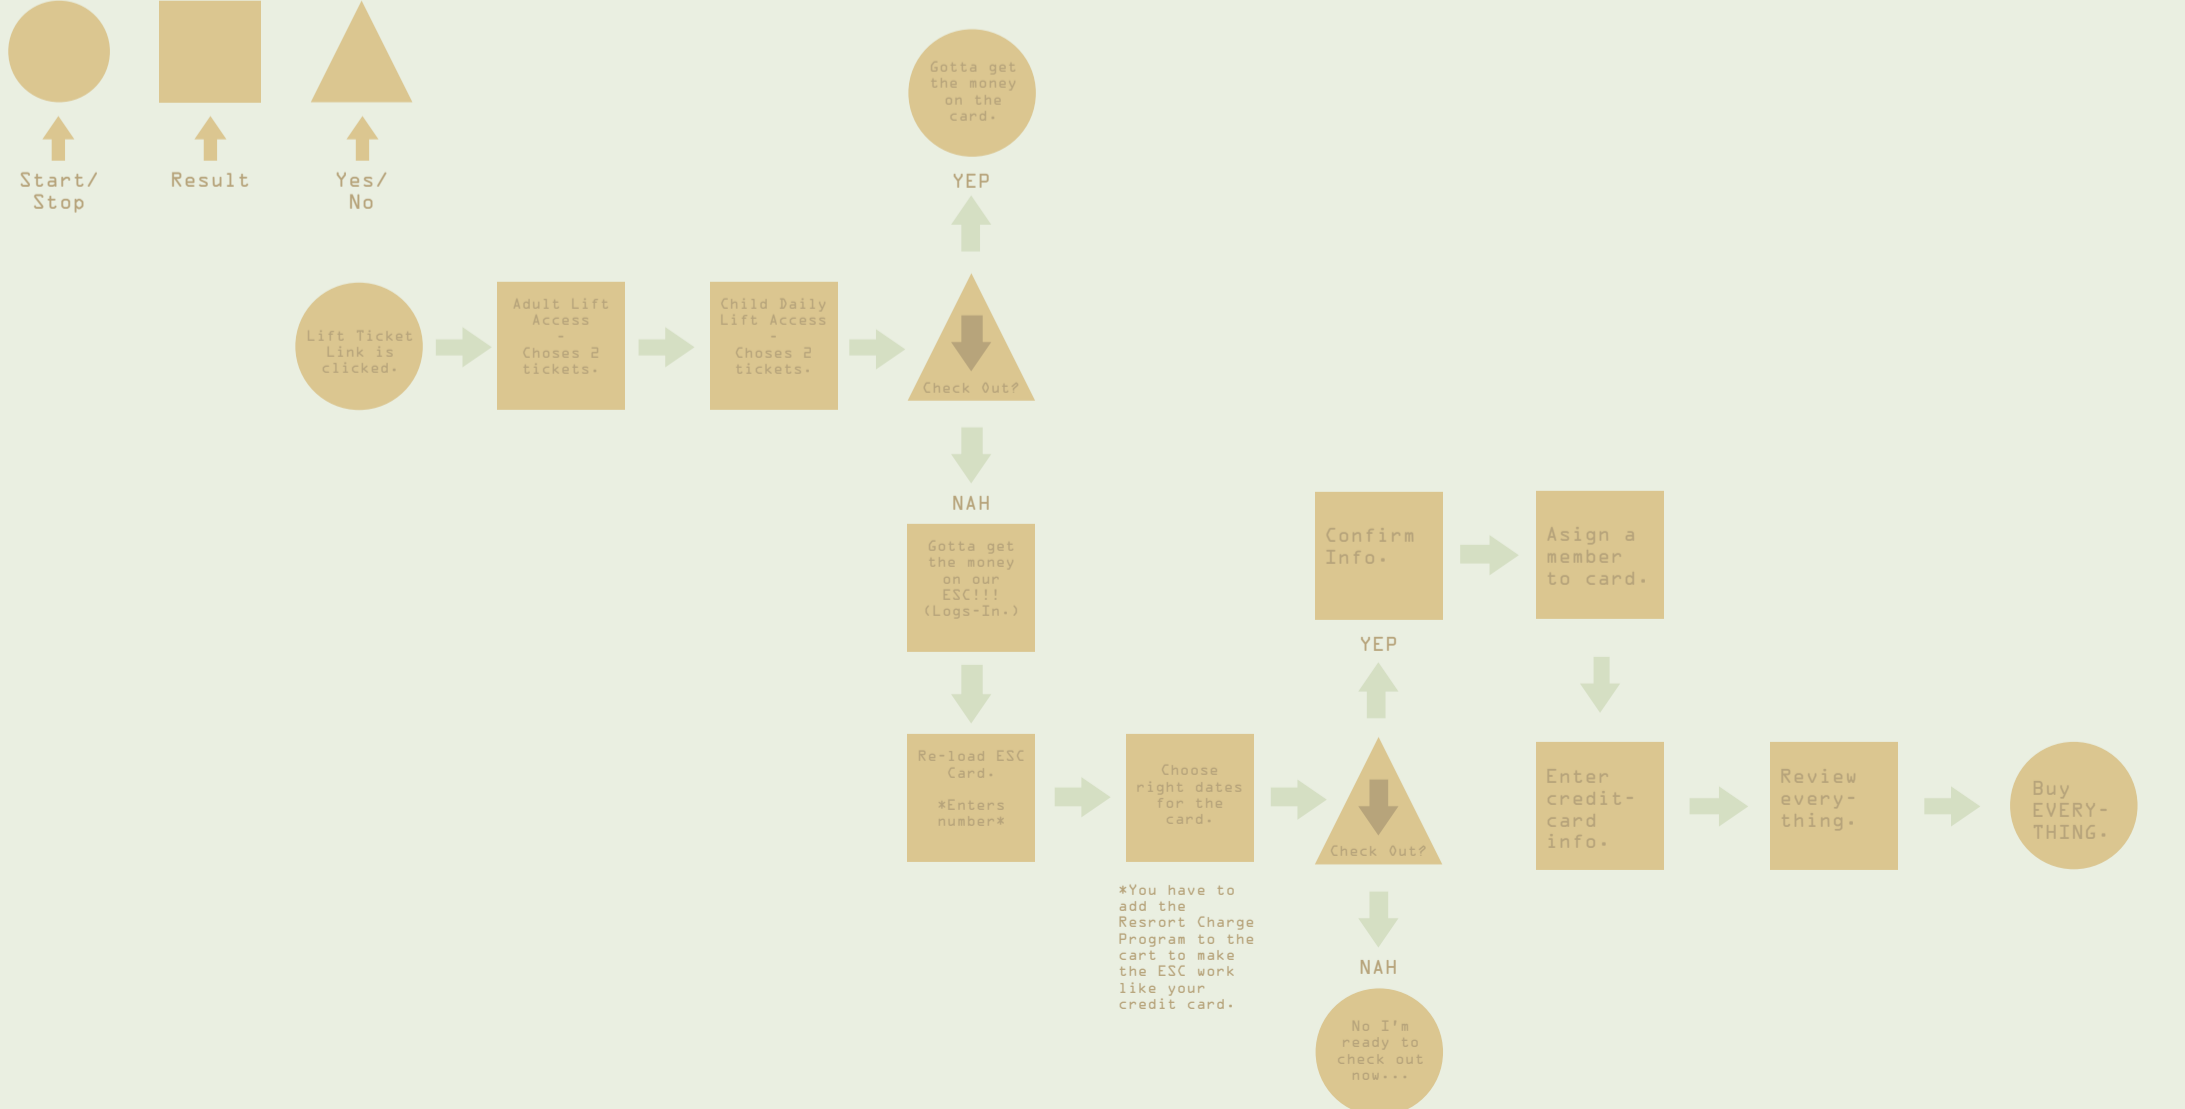 Start/
Stop
Result
Yes/
No
Gotta get
the money
on the
card.
YEP
Lift Ticket
Link is
clicked.
Adult Lift
Access
-
Choses 2
tickets.
Child Daily
Lift Access
-
Choses 2
tickets.
Check Out?
NAH
Gotta get
the money
on our
ESC!!!
(Logs-In.)
Re-load ESC
Card.
*Enters
number*
Choose
right dates
for the
card.
*You have to
add the
Resrort Charge
Program to the
cart to make
the ESC work
like your
credit card.
Check Out?
YEP
Confirm
Info.
Asign a
member
to card.
Enter
credit-
card
info.
Review
every-
thing.
Buy
EVERY-
THING.
NAH
No I'm
ready to
check out
now...